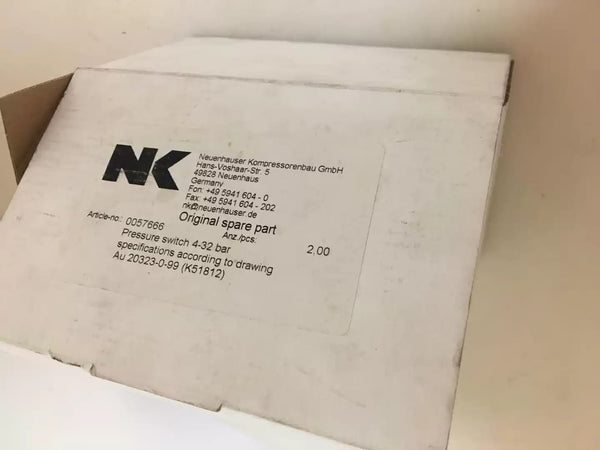 NK
Neuenhauser Kompressorenbau GmbH
Hans-Voshaar-Str. 5
49828 Neuenhaus
Germany
Fon: +49 5941 604 - 0
Fax: +49 5941 604 - 202
nk@neuenhauser.de
Original spare part
Article-no.: 0057666 Anz./pcs: 2,00
Pressure switch 4-32 bar
specifications according to drawing
Au 20323-0-99 (K51812)